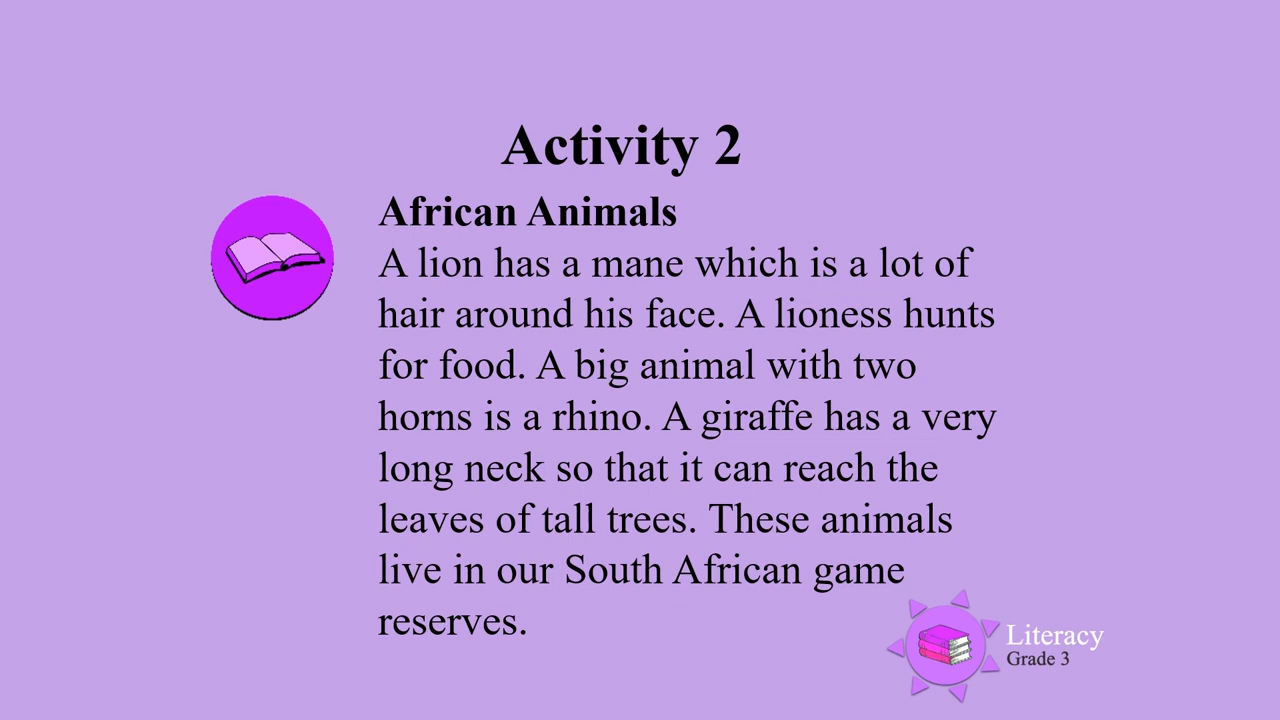 Activity 2
African Animals
A lion has a mane which is a lot of
hair around his face. A lioness hunts
for food. A big animal with two
horns is a rhino. A giraffe has a very
long neck so that it can reach the
leaves of tall trees. These animals
live in our South African game
reserves.
Literacy
Grade 3